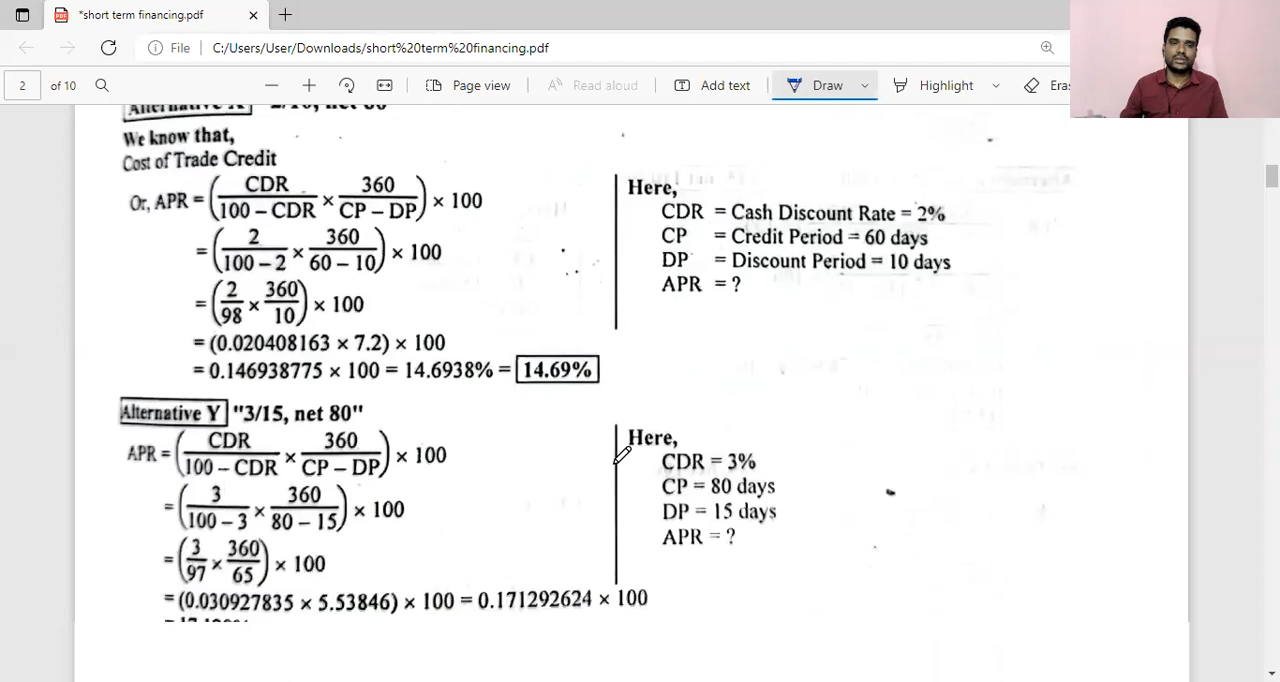 *short term financing.pdf
File C:/Users/User/Downloads/short%20term%20financing.pdf
2 of 10 Page view Read aloud Add text Draw Highlight Eras
Alternative X 2/10, net 60
We know that,
Cost of Trade Credit
Or, APR = (CDR/(100 − CDR) × 360/(CP − DP)) × 100
= (2/(100 − 2) × 360/(60 − 10)) × 100
= (2/98 × 360/10) × 100
= (0.020408163 × 7.2) × 100
= 0.146938775 × 100 = 14.6938% = 14.69%
Here,
CDR = Cash Discount Rate = 2%
CP = Credit Period = 60 days
DP = Discount Period = 10 days
APR = ?
Alternative Y "3/15, net 80"
APR = (CDR/(100 − CDR) × 360/(CP − DP)) × 100
= (3/(100 − 3) × 360/(80 − 15)) × 100
= (3/97 × 360/65) × 100
= (0.030927835 × 5.53846) × 100 = 0.171292624 × 100
Here,
CDR = 3%
CP = 80 days
DP = 15 days
APR = ?